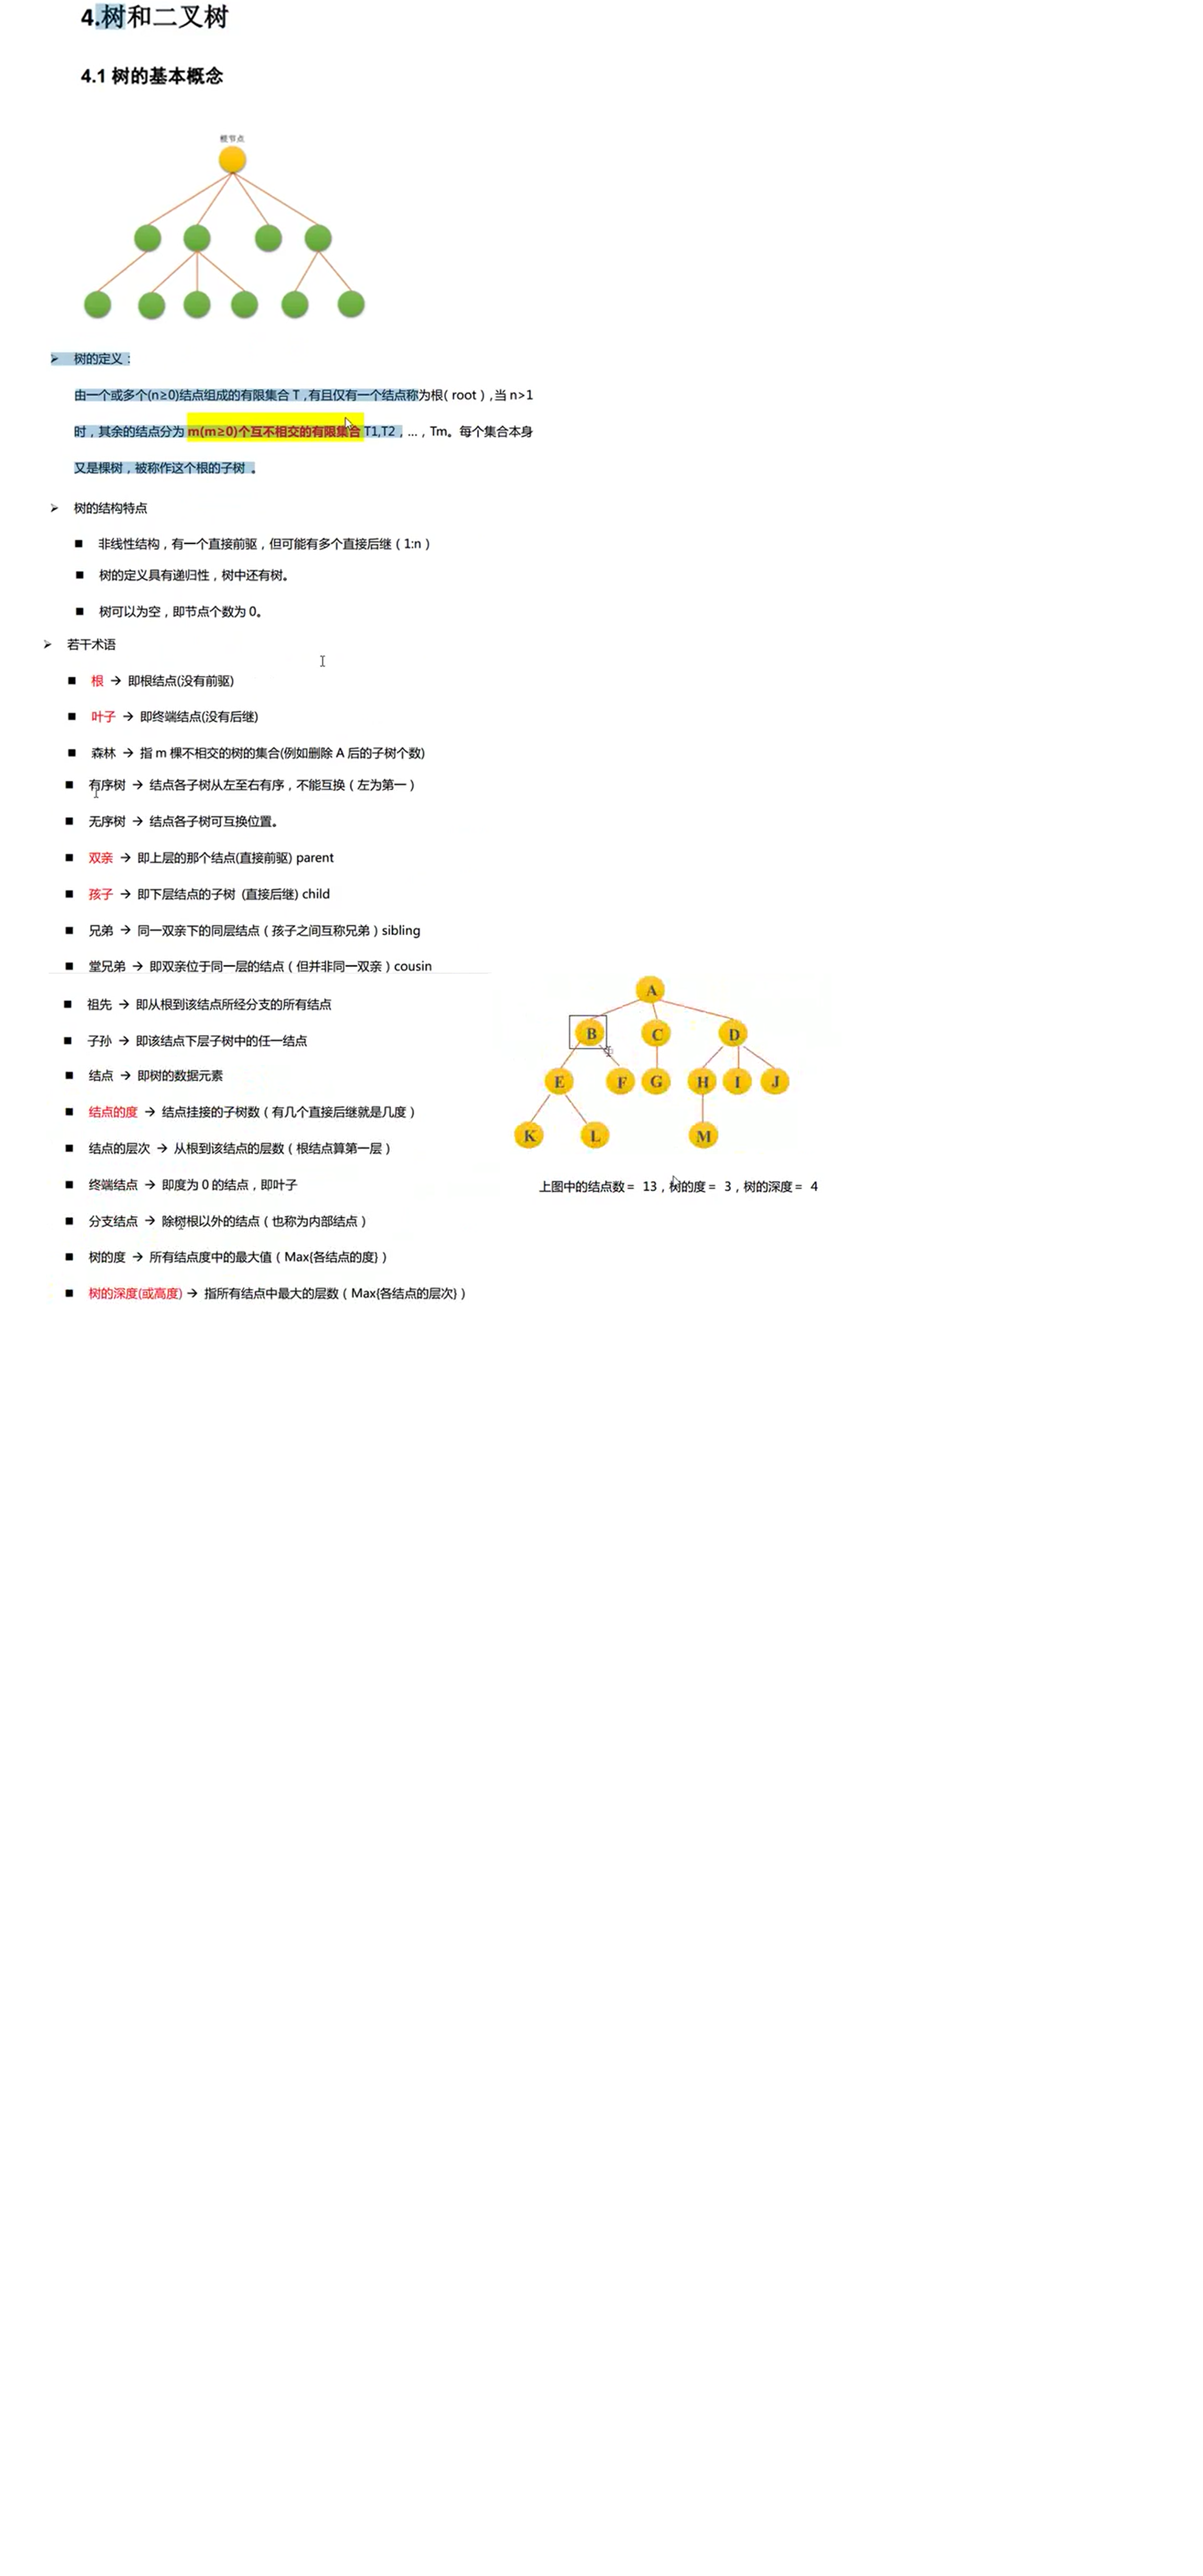 4.树和二叉树
4.1 树的基本概念
根节点
➢ 树的定义：
由一个或多个(n≥0)结点组成的有限集合 T ,有且仅有一个结点称为根（root）,当 n>1
时，其余的结点分为 m(m≥0)个互不相交的有限集合 T1,T2，...，Tm。每个集合本身
又是棵树，被称作这个根的子树 。
➢ 树的结构特点
■ 非线性结构，有一个直接前驱，但可能有多个直接后继（1:n）
■ 树的定义具有递归性，树中还有树。
■ 树可以为空，即节点个数为 0。
➢ 若干术语
■ 根 → 即根结点(没有前驱)
■ 叶子 → 即终端结点(没有后继)
■ 森林 → 指 m 棵不相交的树的集合(例如删除 A 后的子树个数)
■ 有序树 → 结点各子树从左至右有序，不能互换（左为第一）
■ 无序树 → 结点各子树可互换位置。
■ 双亲 → 即上层的那个结点(直接前驱) parent
■ 孩子 → 即下层结点的子树 (直接后继) child
■ 兄弟 → 同一双亲下的同层结点（孩子之间互称兄弟）sibling
■ 堂兄弟 → 即双亲位于同一层的结点（但并非同一双亲）cousin
■ 祖先 → 即从根到该结点所经分支的所有结点
■ 子孙 → 即该结点下层子树中的任一结点
■ 结点 → 即树的数据元素
■ 结点的度 → 结点挂接的子树数（有几个直接后继就是几度）
■ 结点的层次 → 从根到该结点的层数（根结点算第一层）
■ 终端结点 → 即度为 0 的结点，即叶子
■ 分支结点 → 除树根以外的结点（也称为内部结点）
■ 树的度 → 所有结点度中的最大值（Max{各结点的度}）
■ 树的深度(或高度) → 指所有结点中最大的层数（Max{各结点的层次}）
A
B C D
E F G H I J
K L M
上图中的结点数＝ 13，树的度＝ 3，树的深度＝ 4